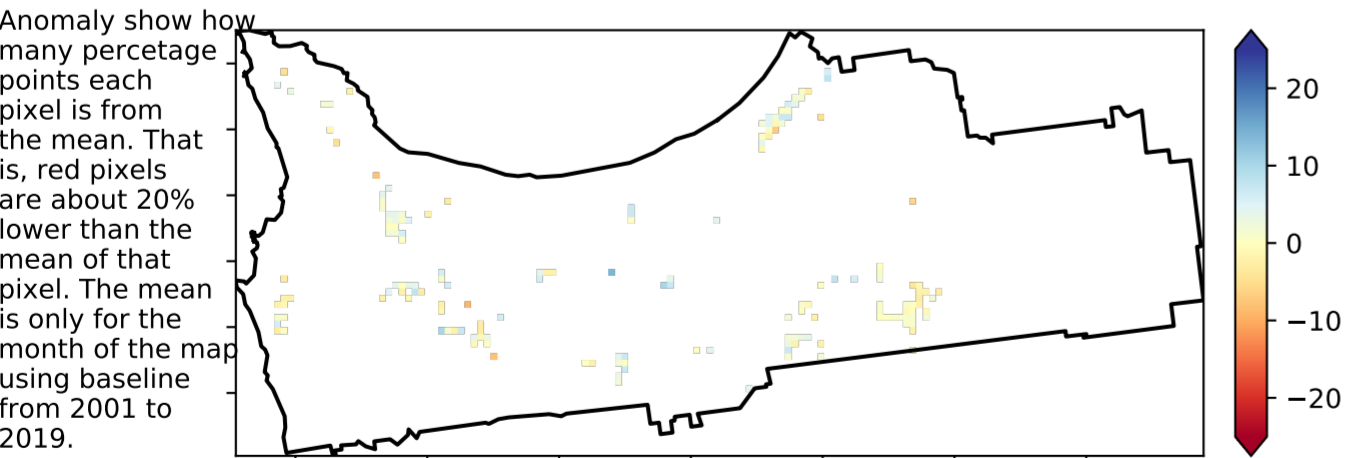 Anomaly show how
many percetage
points each
pixel is from
the mean. That
is, red pixels
are about 20%
lower than the
mean of that
pixel. The mean
is only for the
month of the map
using baseline
from 2001 to
2019.
20
10
0
−10
−20